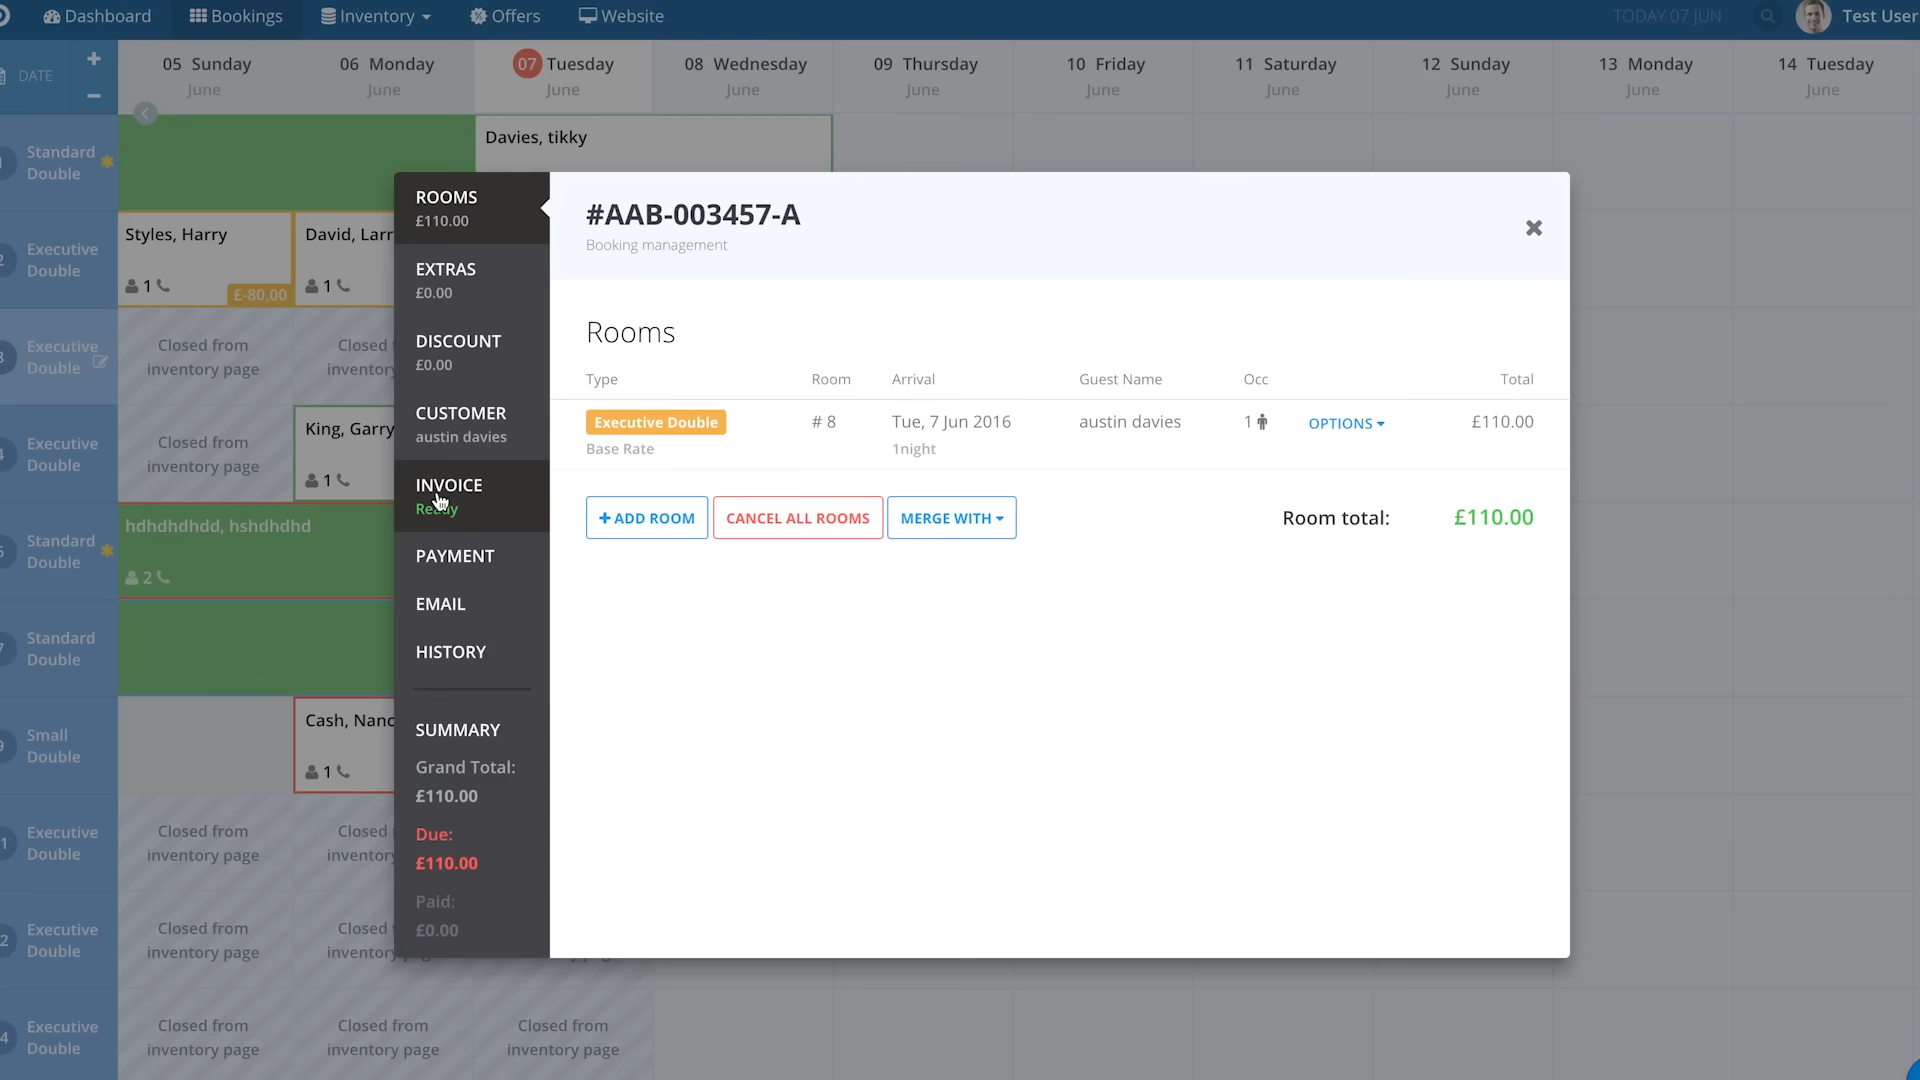 Dashboard
Bookings
Inventory
Offers
Website
TODAY 07 JUN
Test User
DATE
05 Sunday
June
06 Monday
June
07 Tuesday
June
08 Wednesday
June
09 Thursday
June
10 Friday
June
11 Saturday
June
12 Sunday
June
13 Monday
June
14 Tuesday
June
Standard
Double
Davies, tikky
2
Executive
Double
Styles, Harry
1
£-80.00
David, Larr
1
Executive
Double
Closed from
inventory page
Closed
inventory
Executive
Double
Closed from
inventory page
King, Garry
1
Standard
Double
hdhdhdhdd, hshdhdhd
2
7
Standard
Double
Small
Double
Cash, Nanc
1
1
Executive
Double
Closed from
inventory page
Closed
inventory
2
Executive
Double
Closed from
inventory page
Closed
inventory page
4
Executive
Double
Closed from
inventory page
Closed from
inventory page
Closed from
inventory page
ROOMS
£110.00
EXTRAS
£0.00
DISCOUNT
£0.00
CUSTOMER
austin davies
INVOICE
Ready
PAYMENT
EMAIL
HISTORY
SUMMARY
Grand Total:
£110.00
Due:
£110.00
Paid:
£0.00
#AAB-003457-A
Booking management
Rooms
Type Room Arrival Guest Name Occ Total
Executive Double # 8 Tue, 7 Jun 2016 austin davies 1 OPTIONS £110.00
Base Rate 1night
+ ADD ROOM
CANCEL ALL ROOMS
MERGE WITH
Room total: £110.00